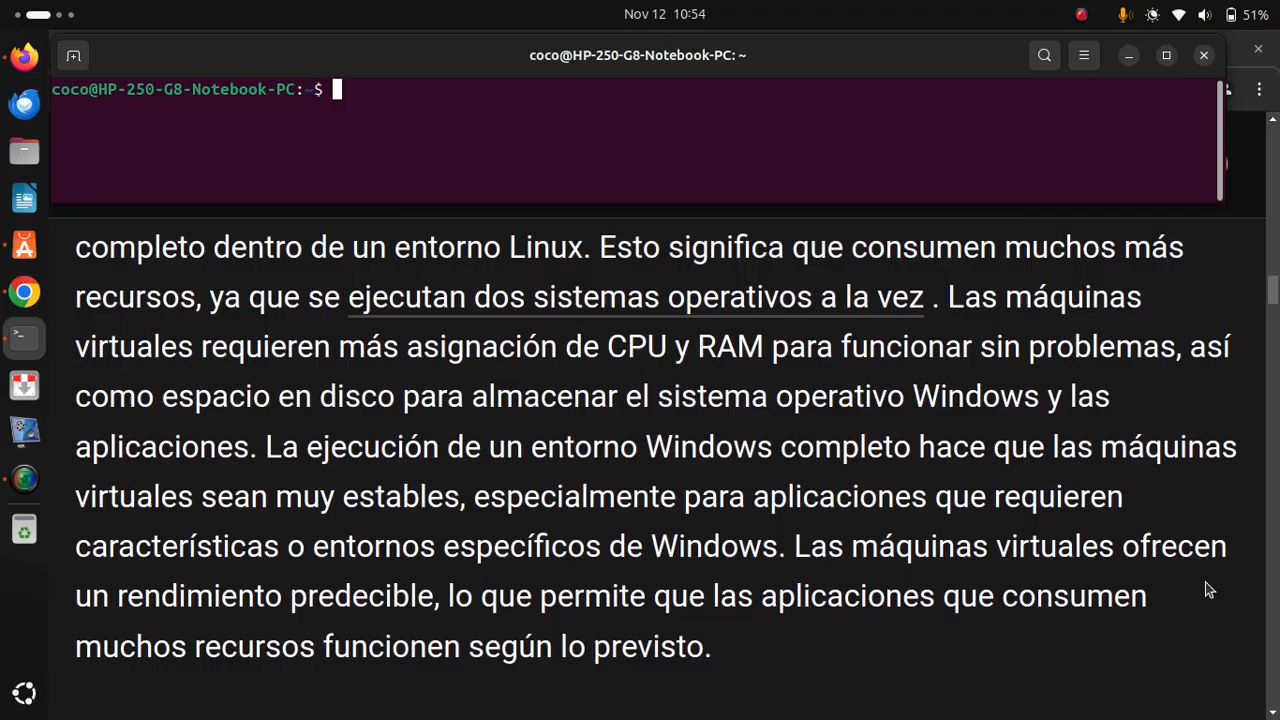 Nov 12 10:54
51%
coco@HP-250-G8-Notebook-PC: ~
coco@HP-250-G8-Notebook-PC:~$
completo dentro de un entorno Linux. Esto significa que consumen muchos más
recursos, ya que se ejecutan dos sistemas operativos a la vez . Las máquinas
virtuales requieren más asignación de CPU y RAM para funcionar sin problemas, así
como espacio en disco para almacenar el sistema operativo Windows y las
aplicaciones. La ejecución de un entorno Windows completo hace que las máquinas
virtuales sean muy estables, especialmente para aplicaciones que requieren
características o entornos específicos de Windows. Las máquinas virtuales ofrecen
un rendimiento predecible, lo que permite que las aplicaciones que consumen
muchos recursos funcionen según lo previsto.